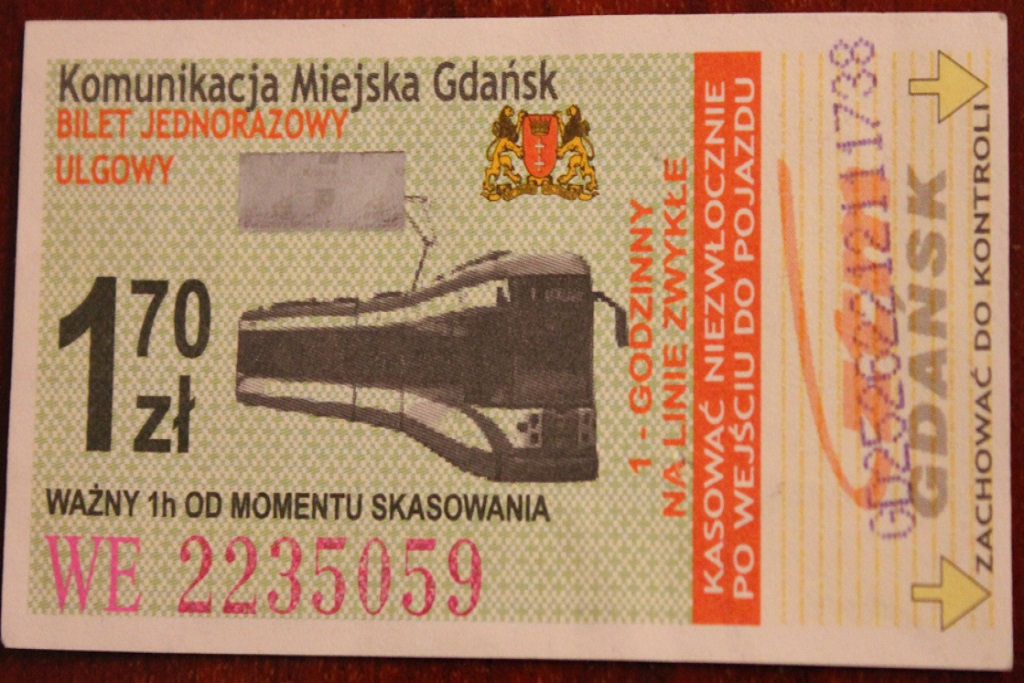 Komunikacja Miejska Gdańsk
BILET JEDNORAZOWY
ULGOWY
1 70 zł
WAŻNY 1h OD MOMENTU SKASOWANIA
WE 2235059
1 - GODZINNY
NA LINIE ZWYKŁE
KASOWAĆ NIEZWŁOCZNIE
PO WEJŚCIU DO POJAZDU
GDAŃSK
ZACHOWAĆ DO KONTROLI